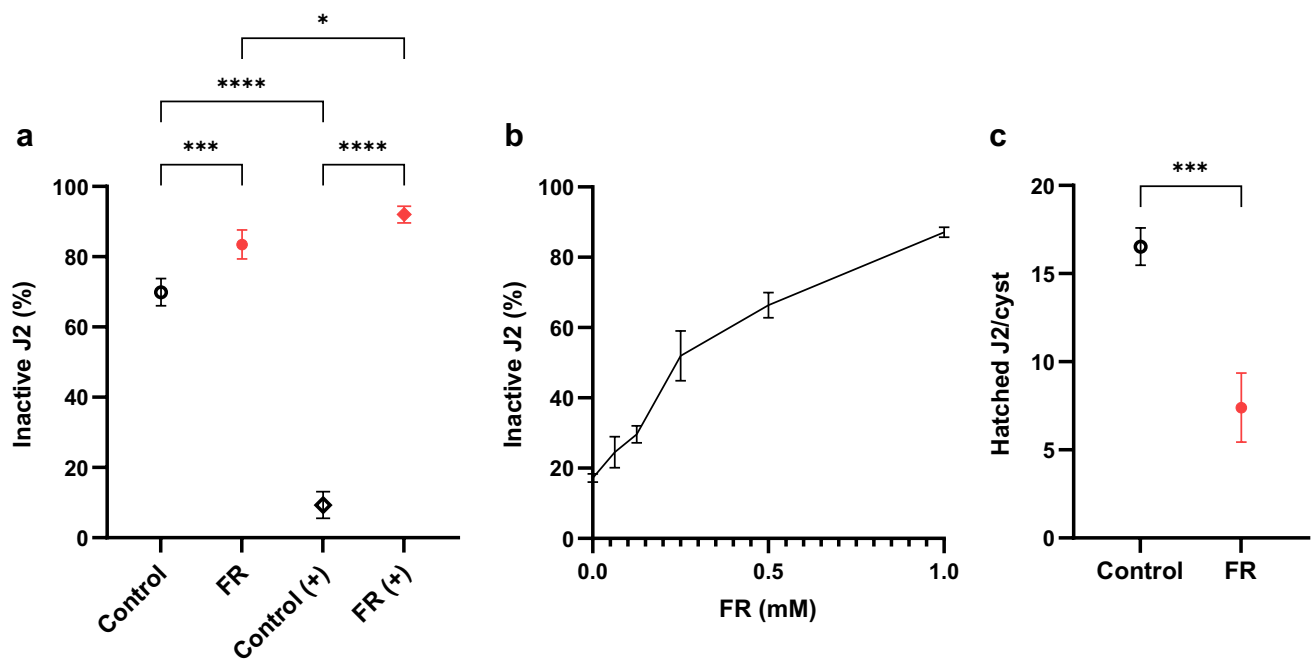 a
*
****
***
****
Inactive J2 (%)
100
80
60
40
20
0
Control
FR
Control (+)
FR (+)
b
Inactive J2 (%)
100
80
60
40
20
0
0.0
0.5
1.0
FR (mM)
c
***
Hatched J2/cyst
20
15
10
5
0
Control
FR